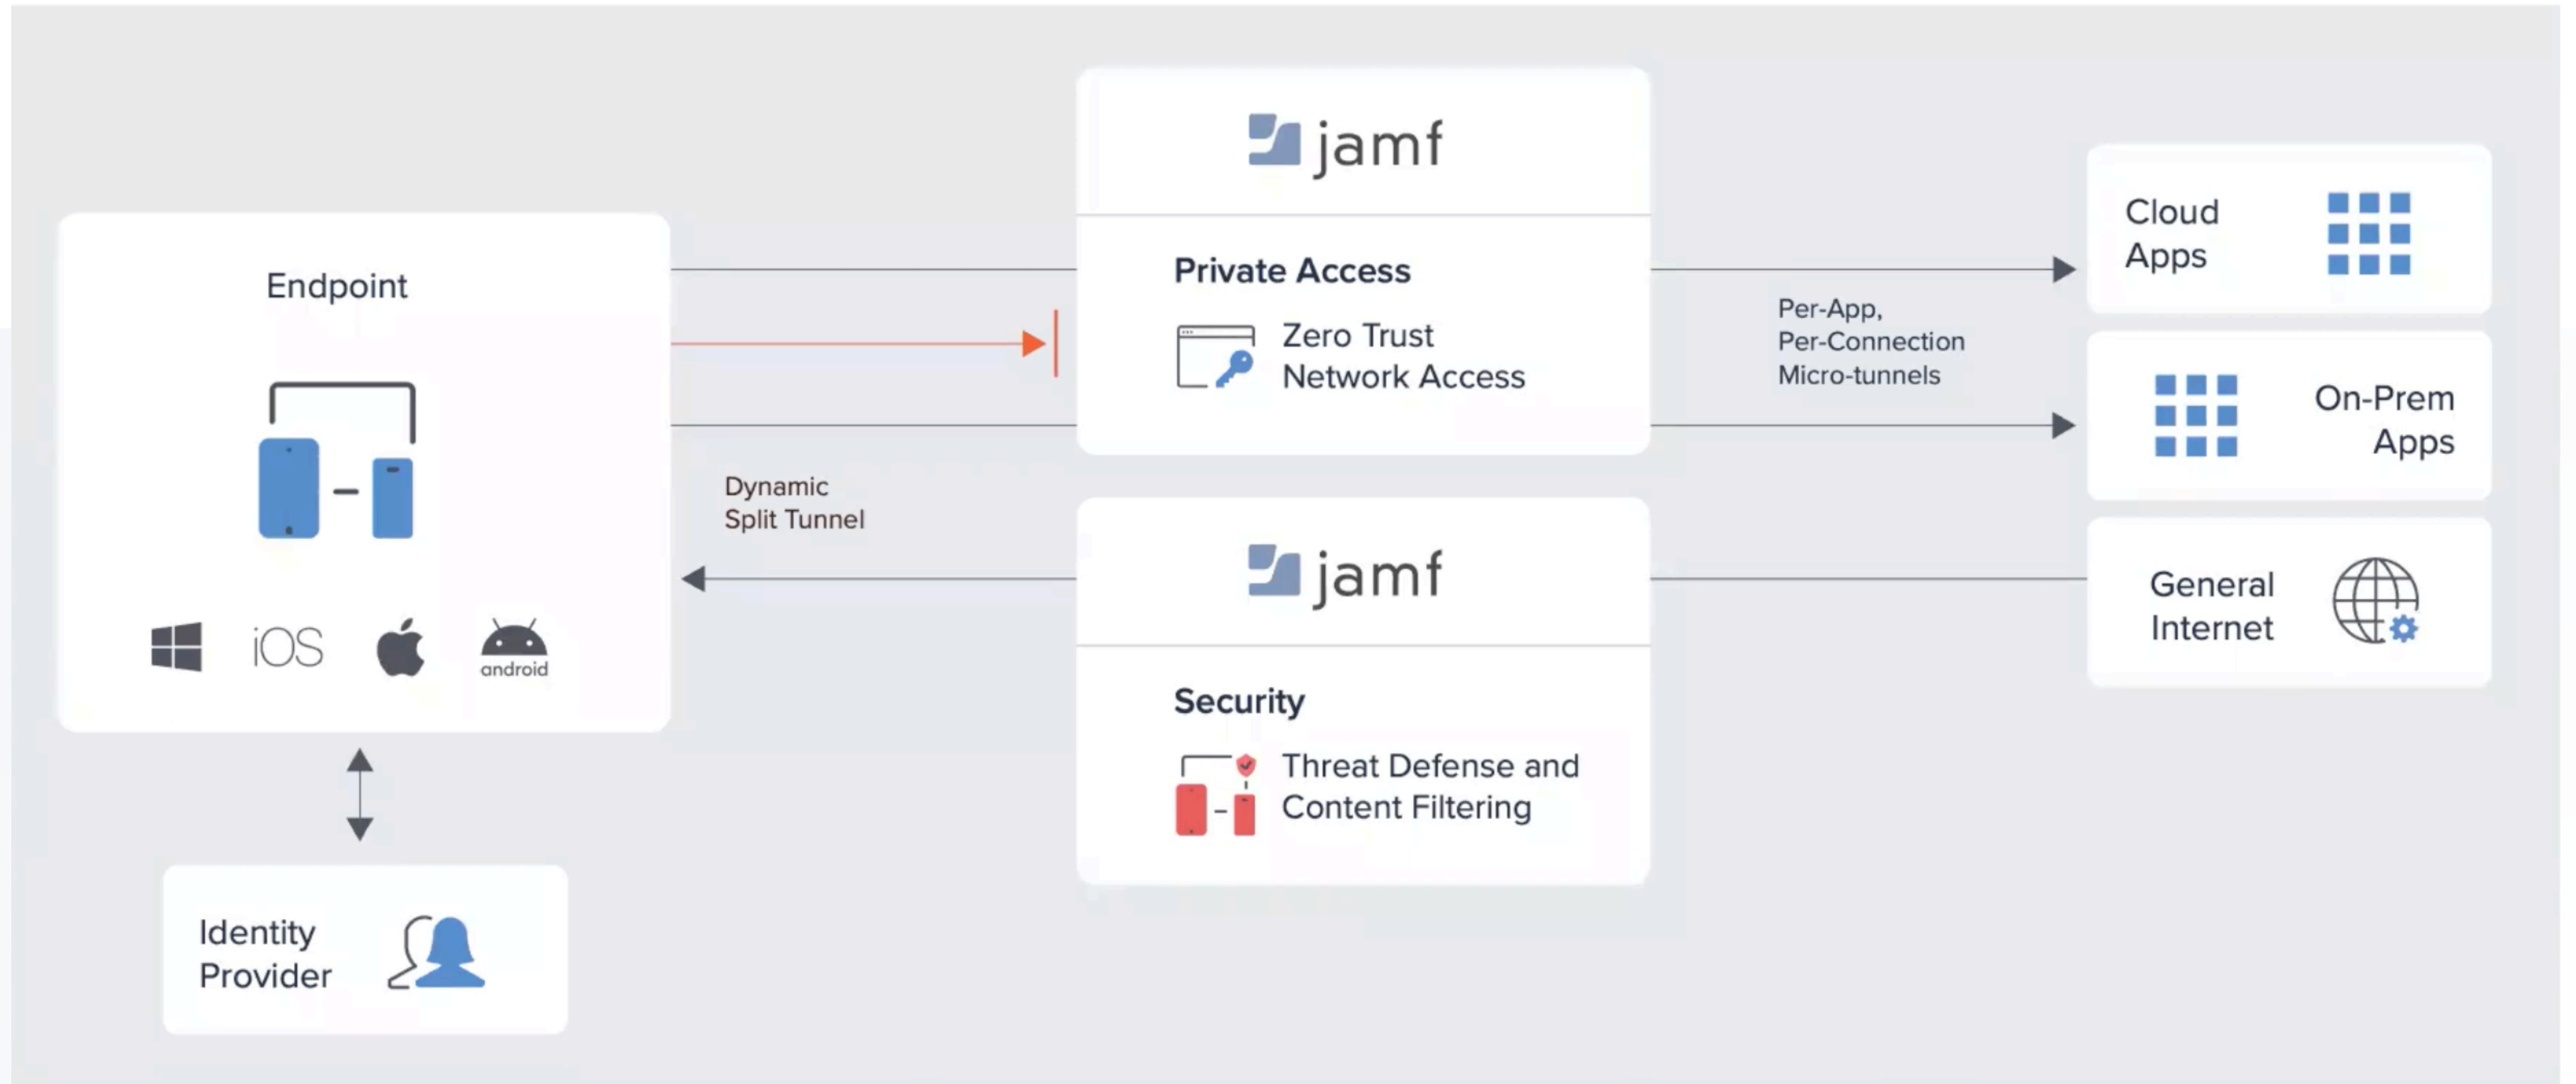 Endpoint
iOS
android
Identity
Provider
Dynamic
Split Tunnel
jamf
Private Access
Zero Trust
Network Access
jamf
Security
Threat Defense and
Content Filtering
Per-App,
Per-Connection
Micro-tunnels
Cloud
Apps
On-Prem
Apps
General
Internet